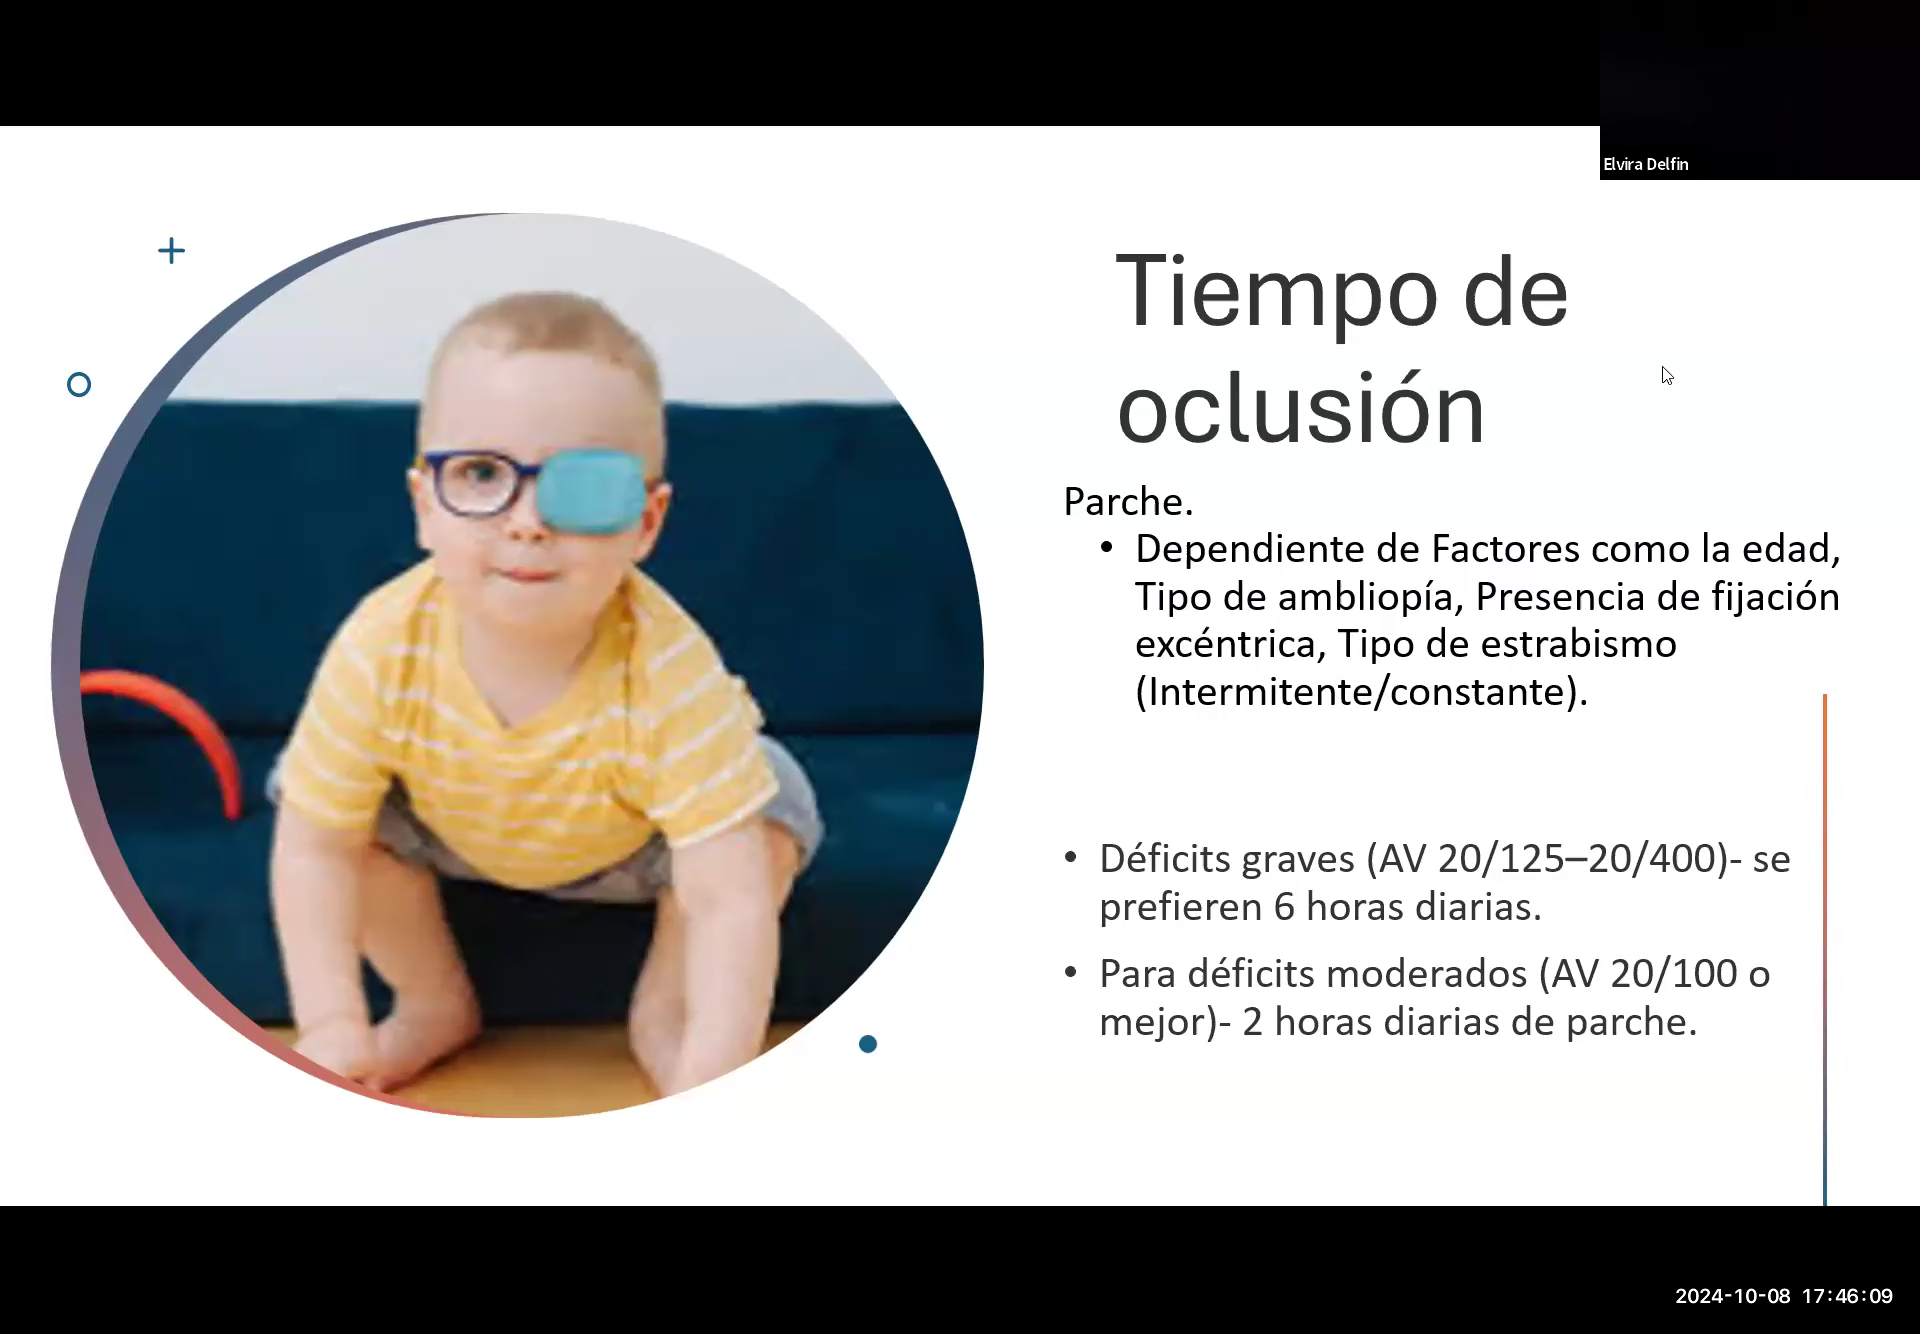 Elvira Delfin
Tiempo de
oclusión
Parche.
• Dependiente de Factores como la edad,
Tipo de ambliopía, Presencia de fijación
excéntrica, Tipo de estrabismo
(Intermitente/constante).
• Déficits graves (AV 20/125–20/400)- se
prefieren 6 horas diarias.
• Para déficits moderados (AV 20/100 o
mejor)- 2 horas diarias de parche.
2024-10-08 17:46:09